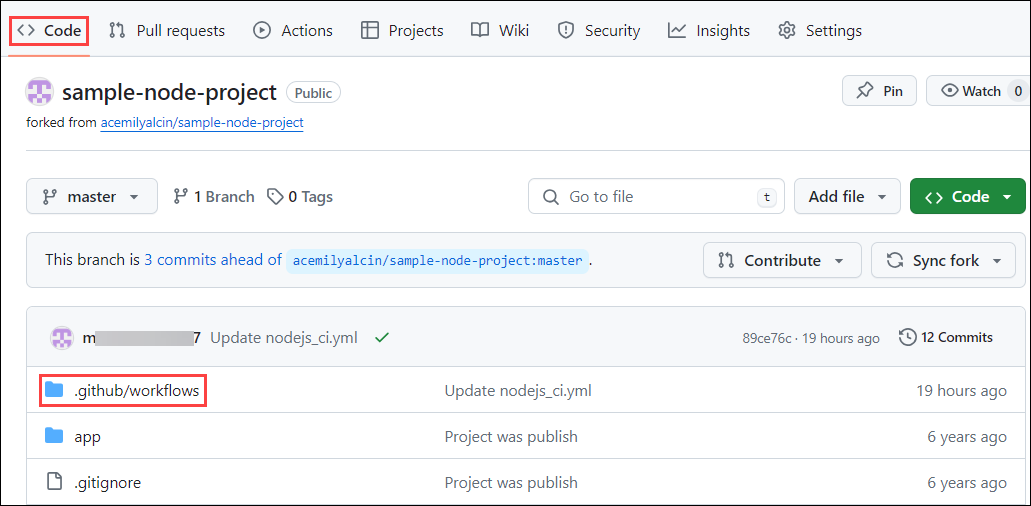 Code Pull requests Actions Projects Wiki Security Insights Settings
sample-node-project Public Pin Watch 0
forked from acemilyalcin/sample-node-project
master 1 Branch 0 Tags Go to file t Add file Code
This branch is 3 commits ahead of acemilyalcin/sample-node-project:master . Contribute Sync fork
m 7 Update nodejs_ci.yml 89ce76c · 19 hours ago 12 Commits
.github/workflows Update nodejs_ci.yml 19 hours ago
app Project was publish 6 years ago
.gitignore Project was publish 6 years ago